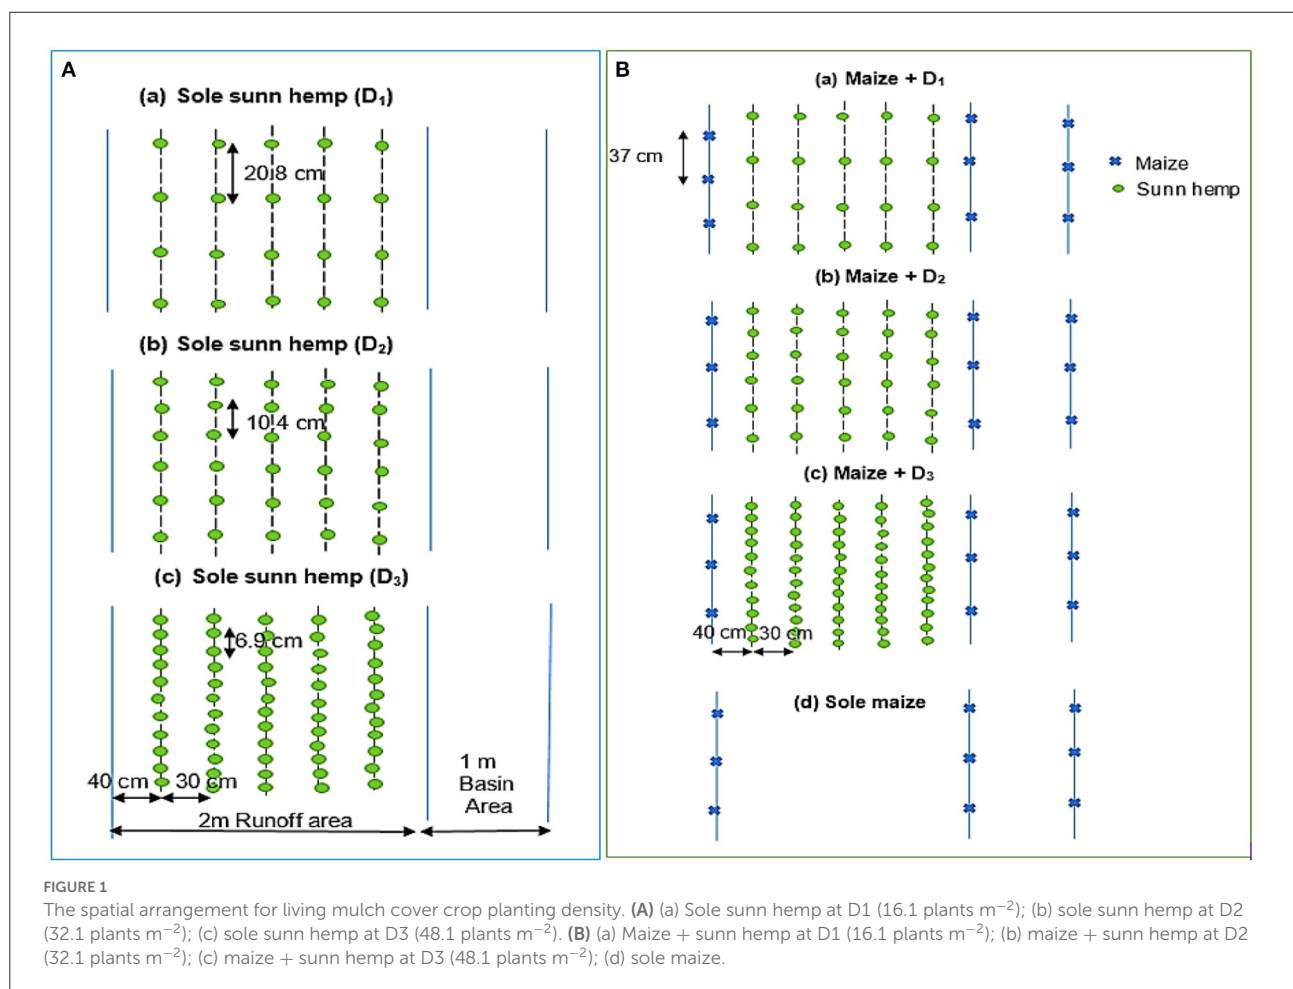 A
(a) Sole sunn hemp (D₁)
20.8 cm
(b) Sole sunn hemp (D₂)
10.4 cm
(c) Sole sunn hemp (D₃)
6.9 cm
40 cm
30 cm
2m Runoff area
1 m
Basin
Area
B
(a) Maize + D₁
37 cm
Maize
Sunn hemp
(b) Maize + D₂
(c) Maize + D₃
40 cm
30 cm
(d) Sole maize
FIGURE 1
The spatial arrangement for living mulch cover crop planting density. (A) (a) Sole sunn hemp at D1 (16.1 plants m⁻²); (b) sole sunn hemp at D2
(32.1 plants m⁻²); (c) sole sunn hemp at D3 (48.1 plants m⁻²). (B) (a) Maize + sunn hemp at D1 (16.1 plants m⁻²); (b) maize + sunn hemp at D2
(32.1 plants m⁻²); (c) maize + sunn hemp at D3 (48.1 plants m⁻²); (d) sole maize.